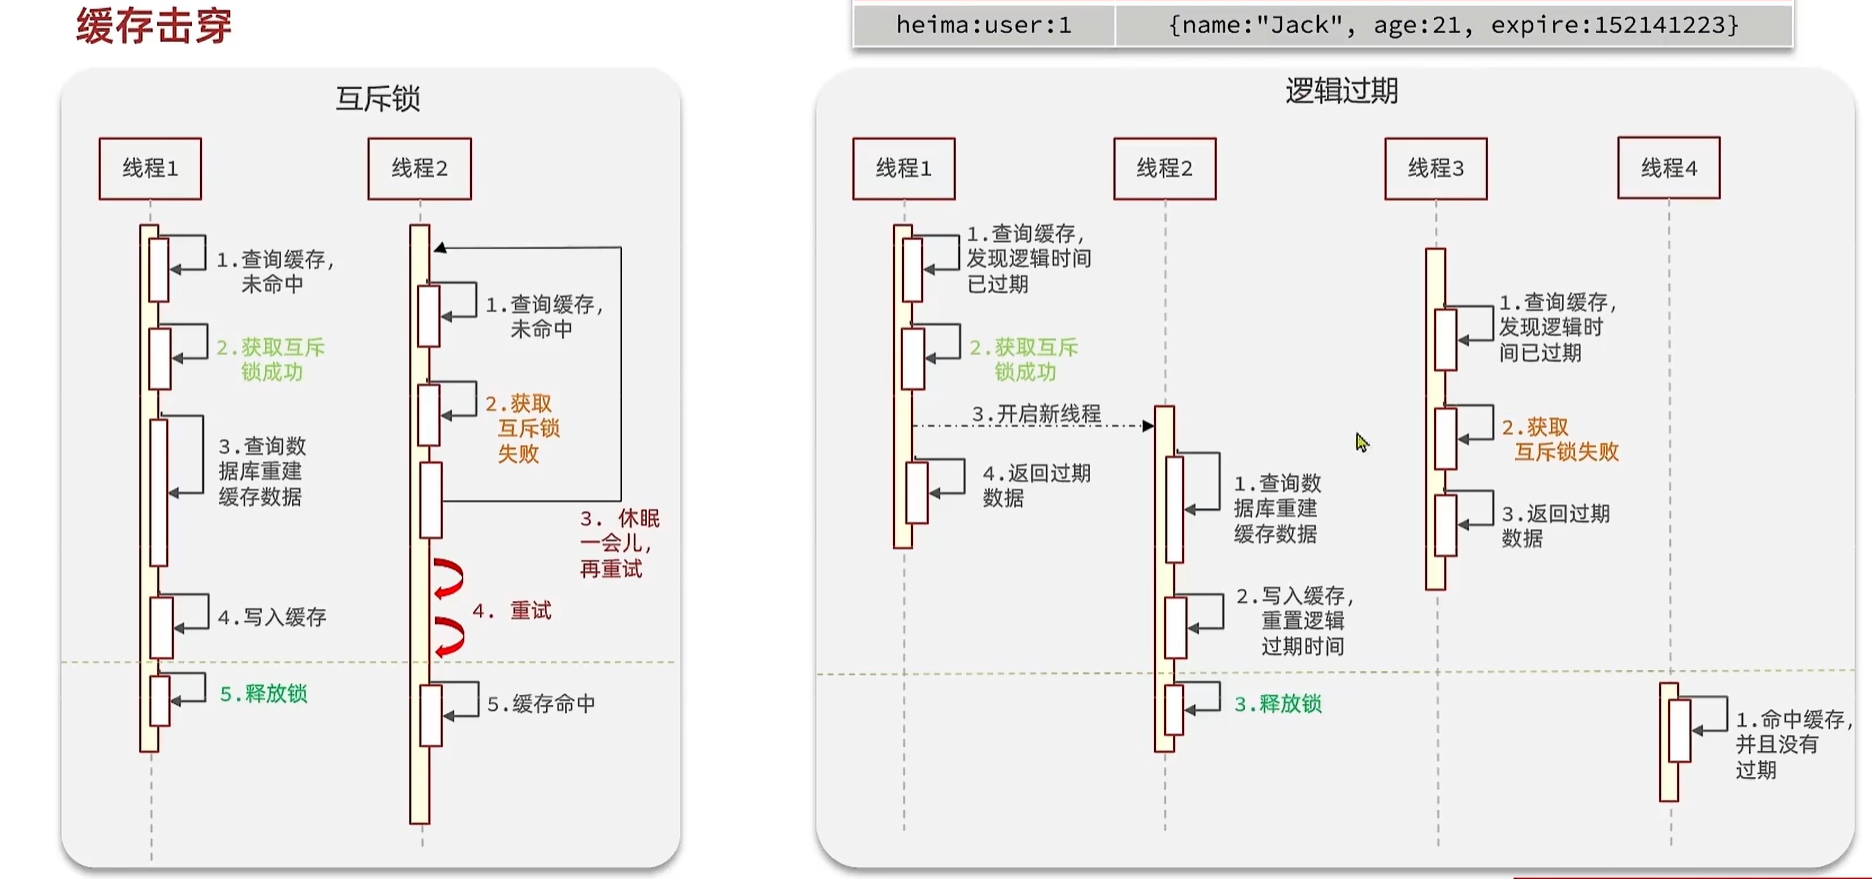 缓存击穿
heima:user:1
{name:"Jack", age:21, expire:152141223}
互斥锁
线程1
线程2
1.查询缓存,
未命中
2.获取互斥
锁成功
3.查询数
据库重建
缓存数据
4.写入缓存
5.释放锁
1.查询缓存,
未命中
2.获取
互斥锁
失败
3. 休眠
一会儿,
再重试
4. 重试
5.缓存命中
逻辑过期
线程1
线程2
线程3
线程4
1.查询缓存,
发现逻辑时间
已过期
2.获取互斥
锁成功
3.开启新线程
4.返回过期
数据
1.查询数
据库重建
缓存数据
2.写入缓存,
重置逻辑
过期时间
3.释放锁
1.查询缓存,
发现逻辑时
间已过期
2.获取
互斥锁失败
3.返回过期
数据
1.命中缓存,
并且没有
过期